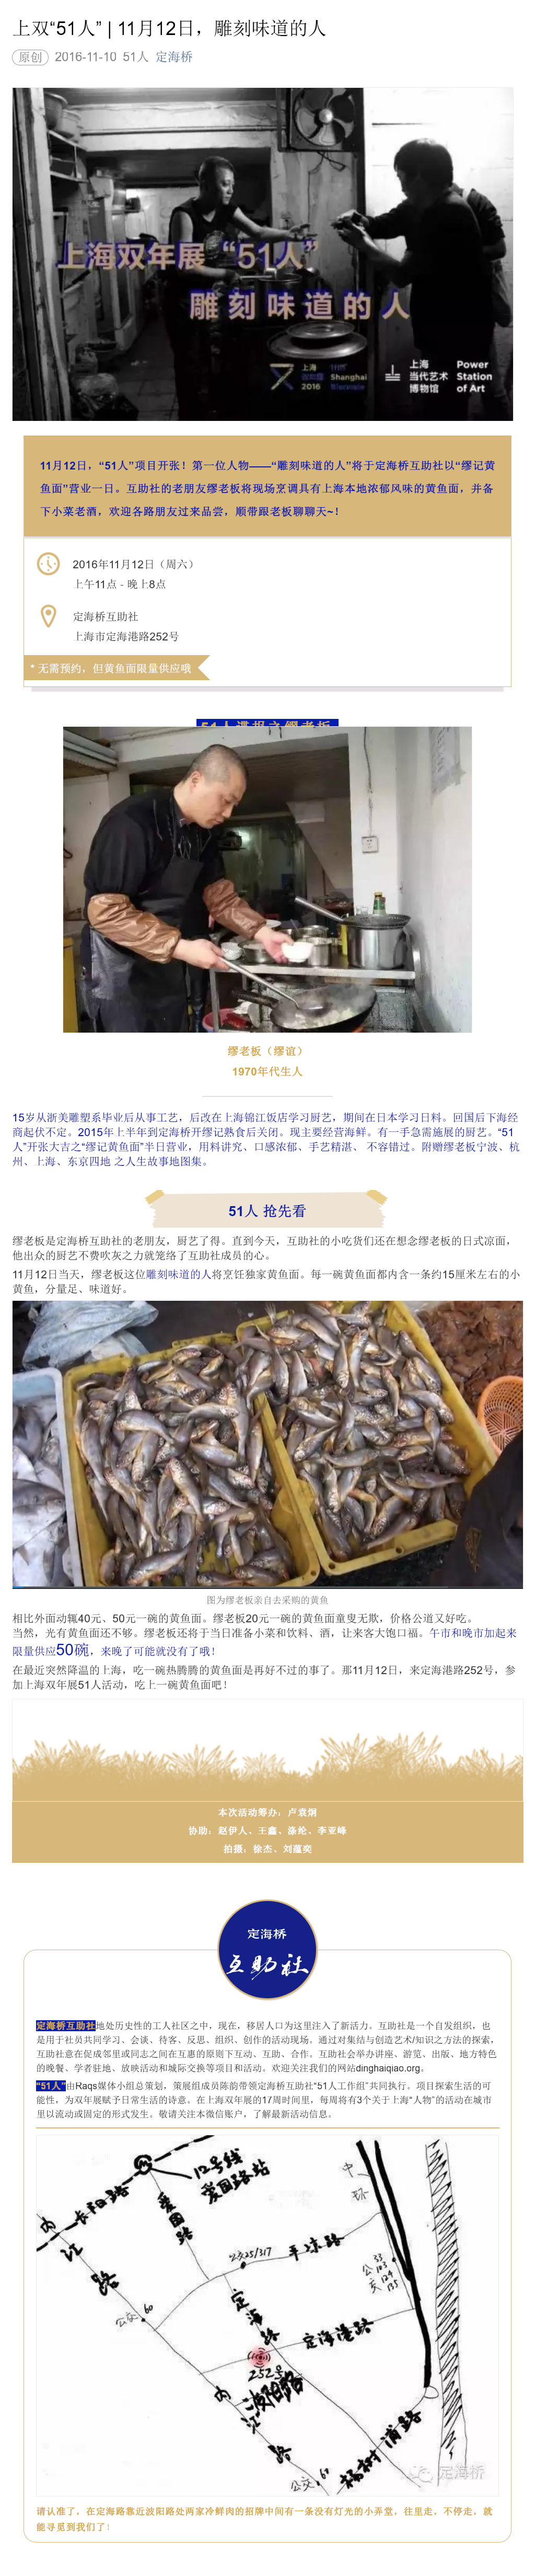 上双“51人” | 11月12日，雕刻味道的人
原创 2016-11-10 51人 定海桥
上海双年展“51人”
雕刻味道的人
上海
双年展
2016
11th
Shanghai
Biennale
上海
当代艺术
博物馆
Power
Station
of Art
11月12日，“51人”项目开张！第一位人物——“雕刻味道的人”将于定海桥互助社以“缪记黄
鱼面”营业一日。互助社的老朋友缪老板将现场烹调具有上海本地浓郁风味的黄鱼面，并备
下小菜老酒，欢迎各路朋友过来品尝，顺带跟老板聊聊天~！
2016年11月12日（周六）
上午11点 - 晚上8点
定海桥互助社
上海市定海港路252号
* 无需预约，但黄鱼面限量供应哦
51人谍报之缪老板
缪老板（缪谊）
1970年代生人
15岁从浙美雕塑系毕业后从事工艺，后改在上海锦江饭店学习厨艺，期间在日本学习日料。回国后下海经
商起伏不定。2015年上半年到定海桥开缪记熟食后关闭。现主要经营海鲜。有一手急需施展的厨艺。“51
人”开张大吉之“缪记黄鱼面”半日营业，用料讲究、口感浓郁、手艺精湛、 不容错过。附赠缪老板宁波、杭
州、上海、东京四地 之人生故事地图集。
51人 抢先看
缪老板是定海桥互助社的老朋友，厨艺了得。直到今天，互助社的小吃货们还在想念缪老板的日式凉面，
他出众的厨艺不费吹灰之力就笼络了互助社成员的心。
11月12日当天，缪老板这位雕刻味道的人将烹饪独家黄鱼面。每一碗黄鱼面都内含一条约15厘米左右的小
黄鱼，分量足、味道好。
图为缪老板亲自去采购的黄鱼
相比外面动辄40元、50元一碗的黄鱼面。缪老板20元一碗的黄鱼面童叟无欺，价格公道又好吃。
当然，光有黄鱼面还不够。缪老板还将于当日准备小菜和饮料、酒，让来客大饱口福。午市和晚市加起来
限量供应50碗，来晚了可能就没有了哦！
在最近突然降温的上海，吃一碗热腾腾的黄鱼面是再好不过的事了。那11月12日，来定海港路252号，参
加上海双年展51人活动，吃上一碗黄鱼面吧！
本次活动筹办：卢袁炯
协助：赵伊人、王鑫、涤纶、李亚峰
拍摄：徐杰、刘蕴奕
定海桥
互助社
定海桥互助社地处历史性的工人社区之中，现在，移居人口为这里注入了新活力。互助社是一个自发组织，也
是用于社员共同学习、会谈、待客、反思、组织、创作的活动现场。通过对集结与创造艺术/知识之方法的探索，
互助社意在促成邻里或同志之间在互惠的原则下互动、互助、合作。互助社会举办讲座、游览、出版、地方特色
的晚餐、学者驻地、放映活动和城际交换等项目和活动。欢迎关注我们的网站dinghaiqiao.org。
“51人”由Raqs媒体小组总策划，策展组成员陈韵带领定海桥互助社“51人工作组”共同执行。项目探索生活的可
能性，为双年展赋予日常生活的诗意。在上海双年展的17周时间里，每周将有3个关于上海“人物”的活动在城市
里以流动或固定的形式发生。敬请关注本微信账户，了解最新活动信息。
12号线
爱国路站
长阳路
爱国路
中环
内江路
平凉路
公交25/317
公交
33
103
124
135
公交60
定海路
定海港路
252号
波阳路
内江路
公交
杨树浦路
定海桥
请认准了，在定海路靠近波阳路处两家冷鲜肉的招牌中间有一条没有灯光的小弄堂，往里走，不停走，就
能寻觅到我们了！